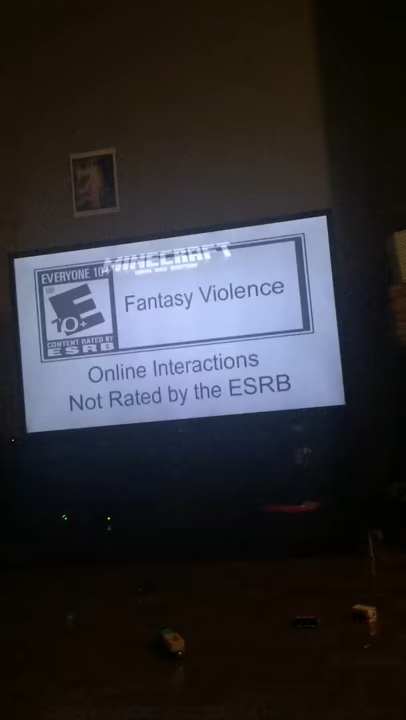 MINECRAFT
EVERYONE 10+
10+
CONTENT RATED BY
ESRB
Fantasy Violence
Online Interactions
Not Rated by the ESRB